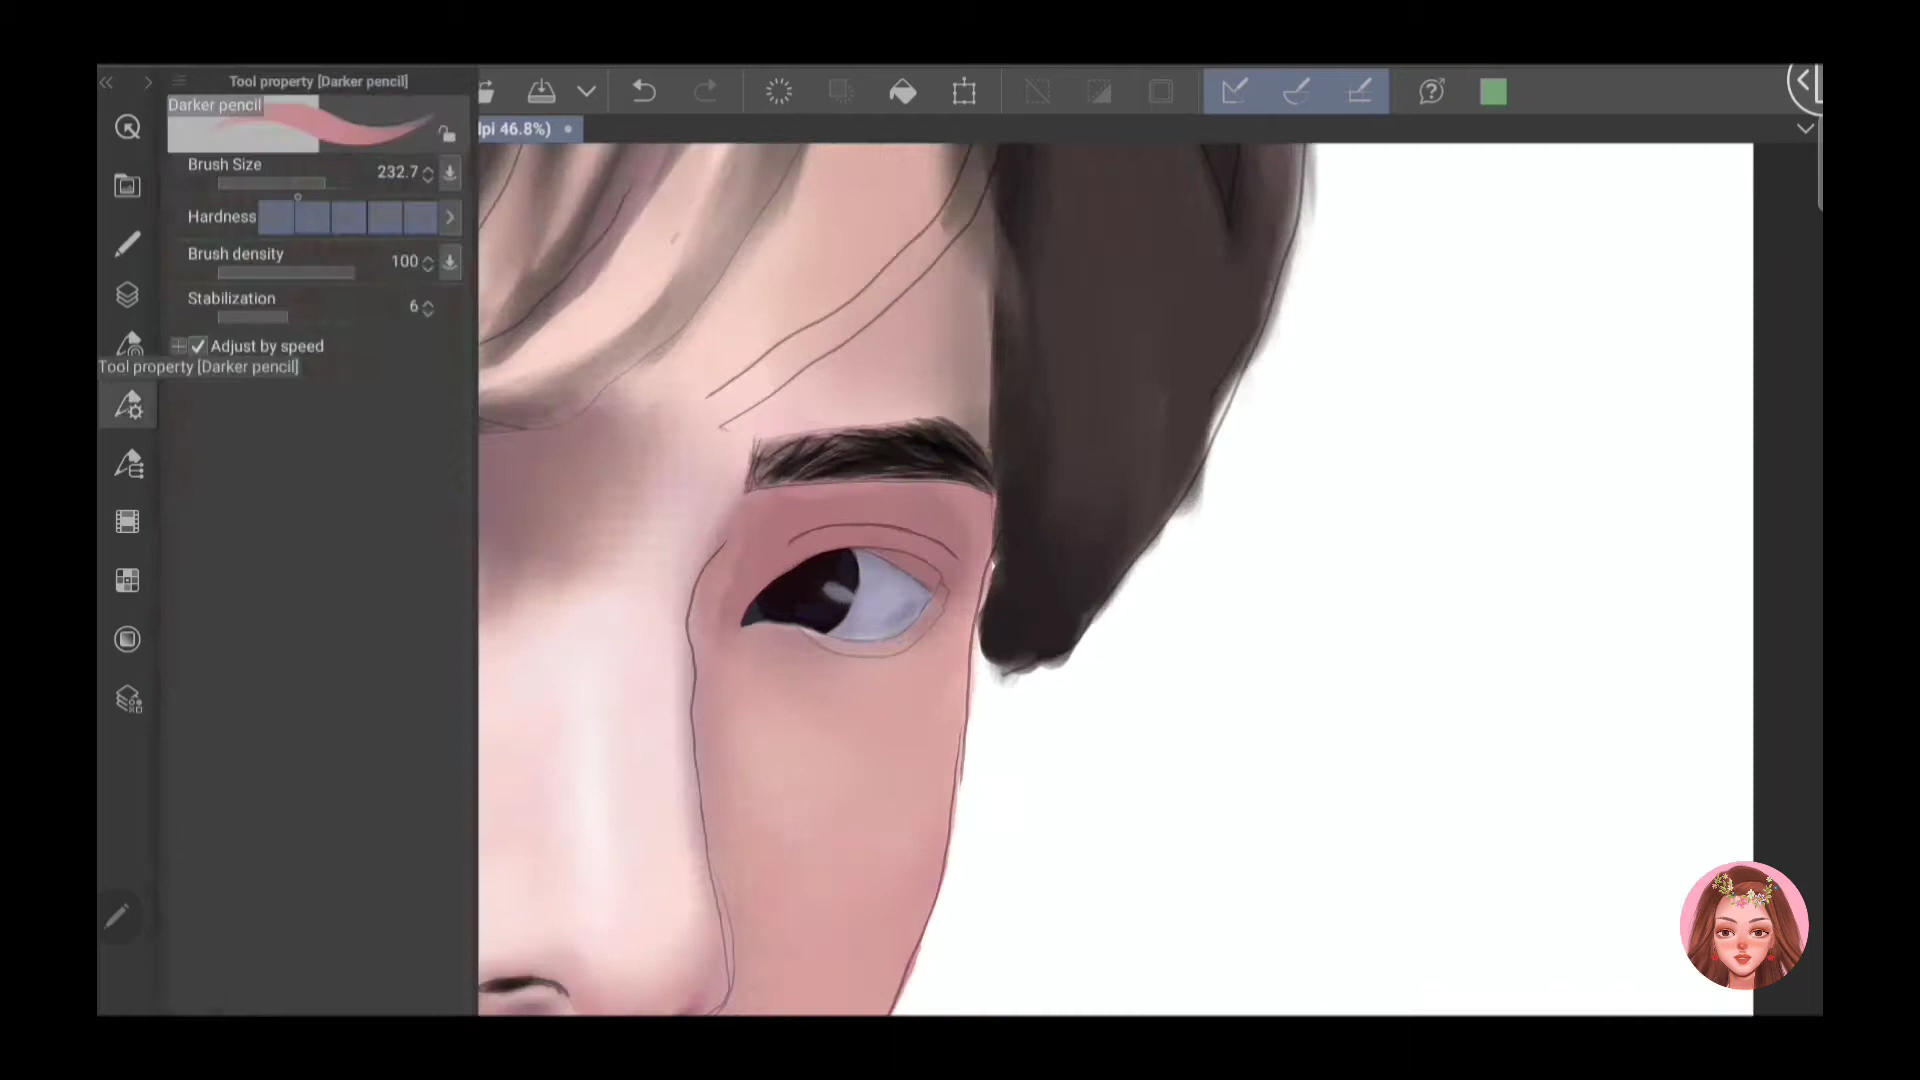 Tool property [Darker pencil]
Darker pencil
Brush Size 232.7
Hardness
Brush density 100
Stabilization 6
Adjust by speed
Tool property [Darker pencil]
dpi 46.8%)